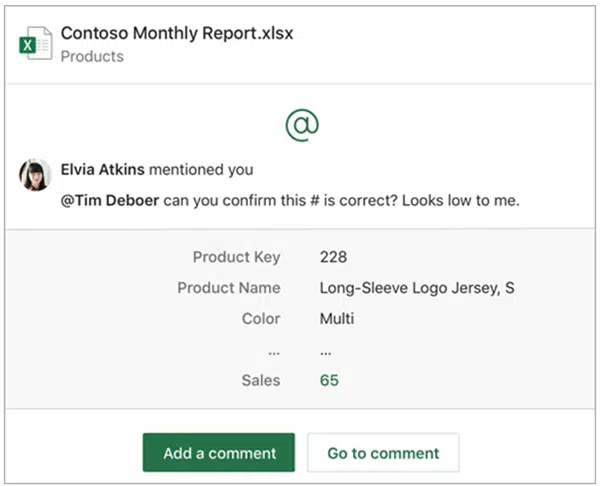 Contoso Monthly Report.xlsx
Products
@
Elvia Atkins mentioned you
@Tim Deboer can you confirm this # is correct? Looks low to me.
Product Key 228
Product Name Long-Sleeve Logo Jersey, S
Color Multi
... ...
Sales 65
Add a comment Go to comment